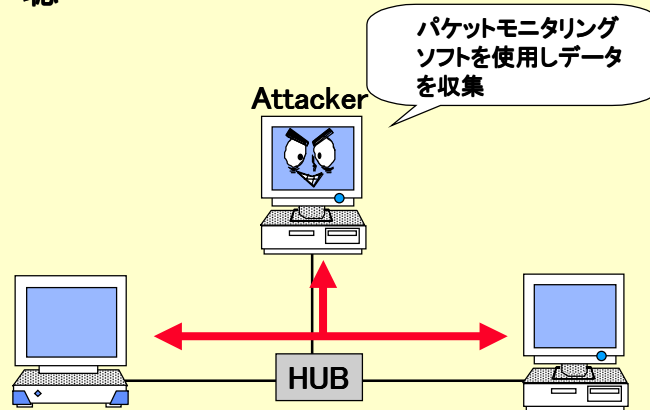 聴
パケットモニタリング
ソフトを使用しデータ
を収集
Attacker
HUB